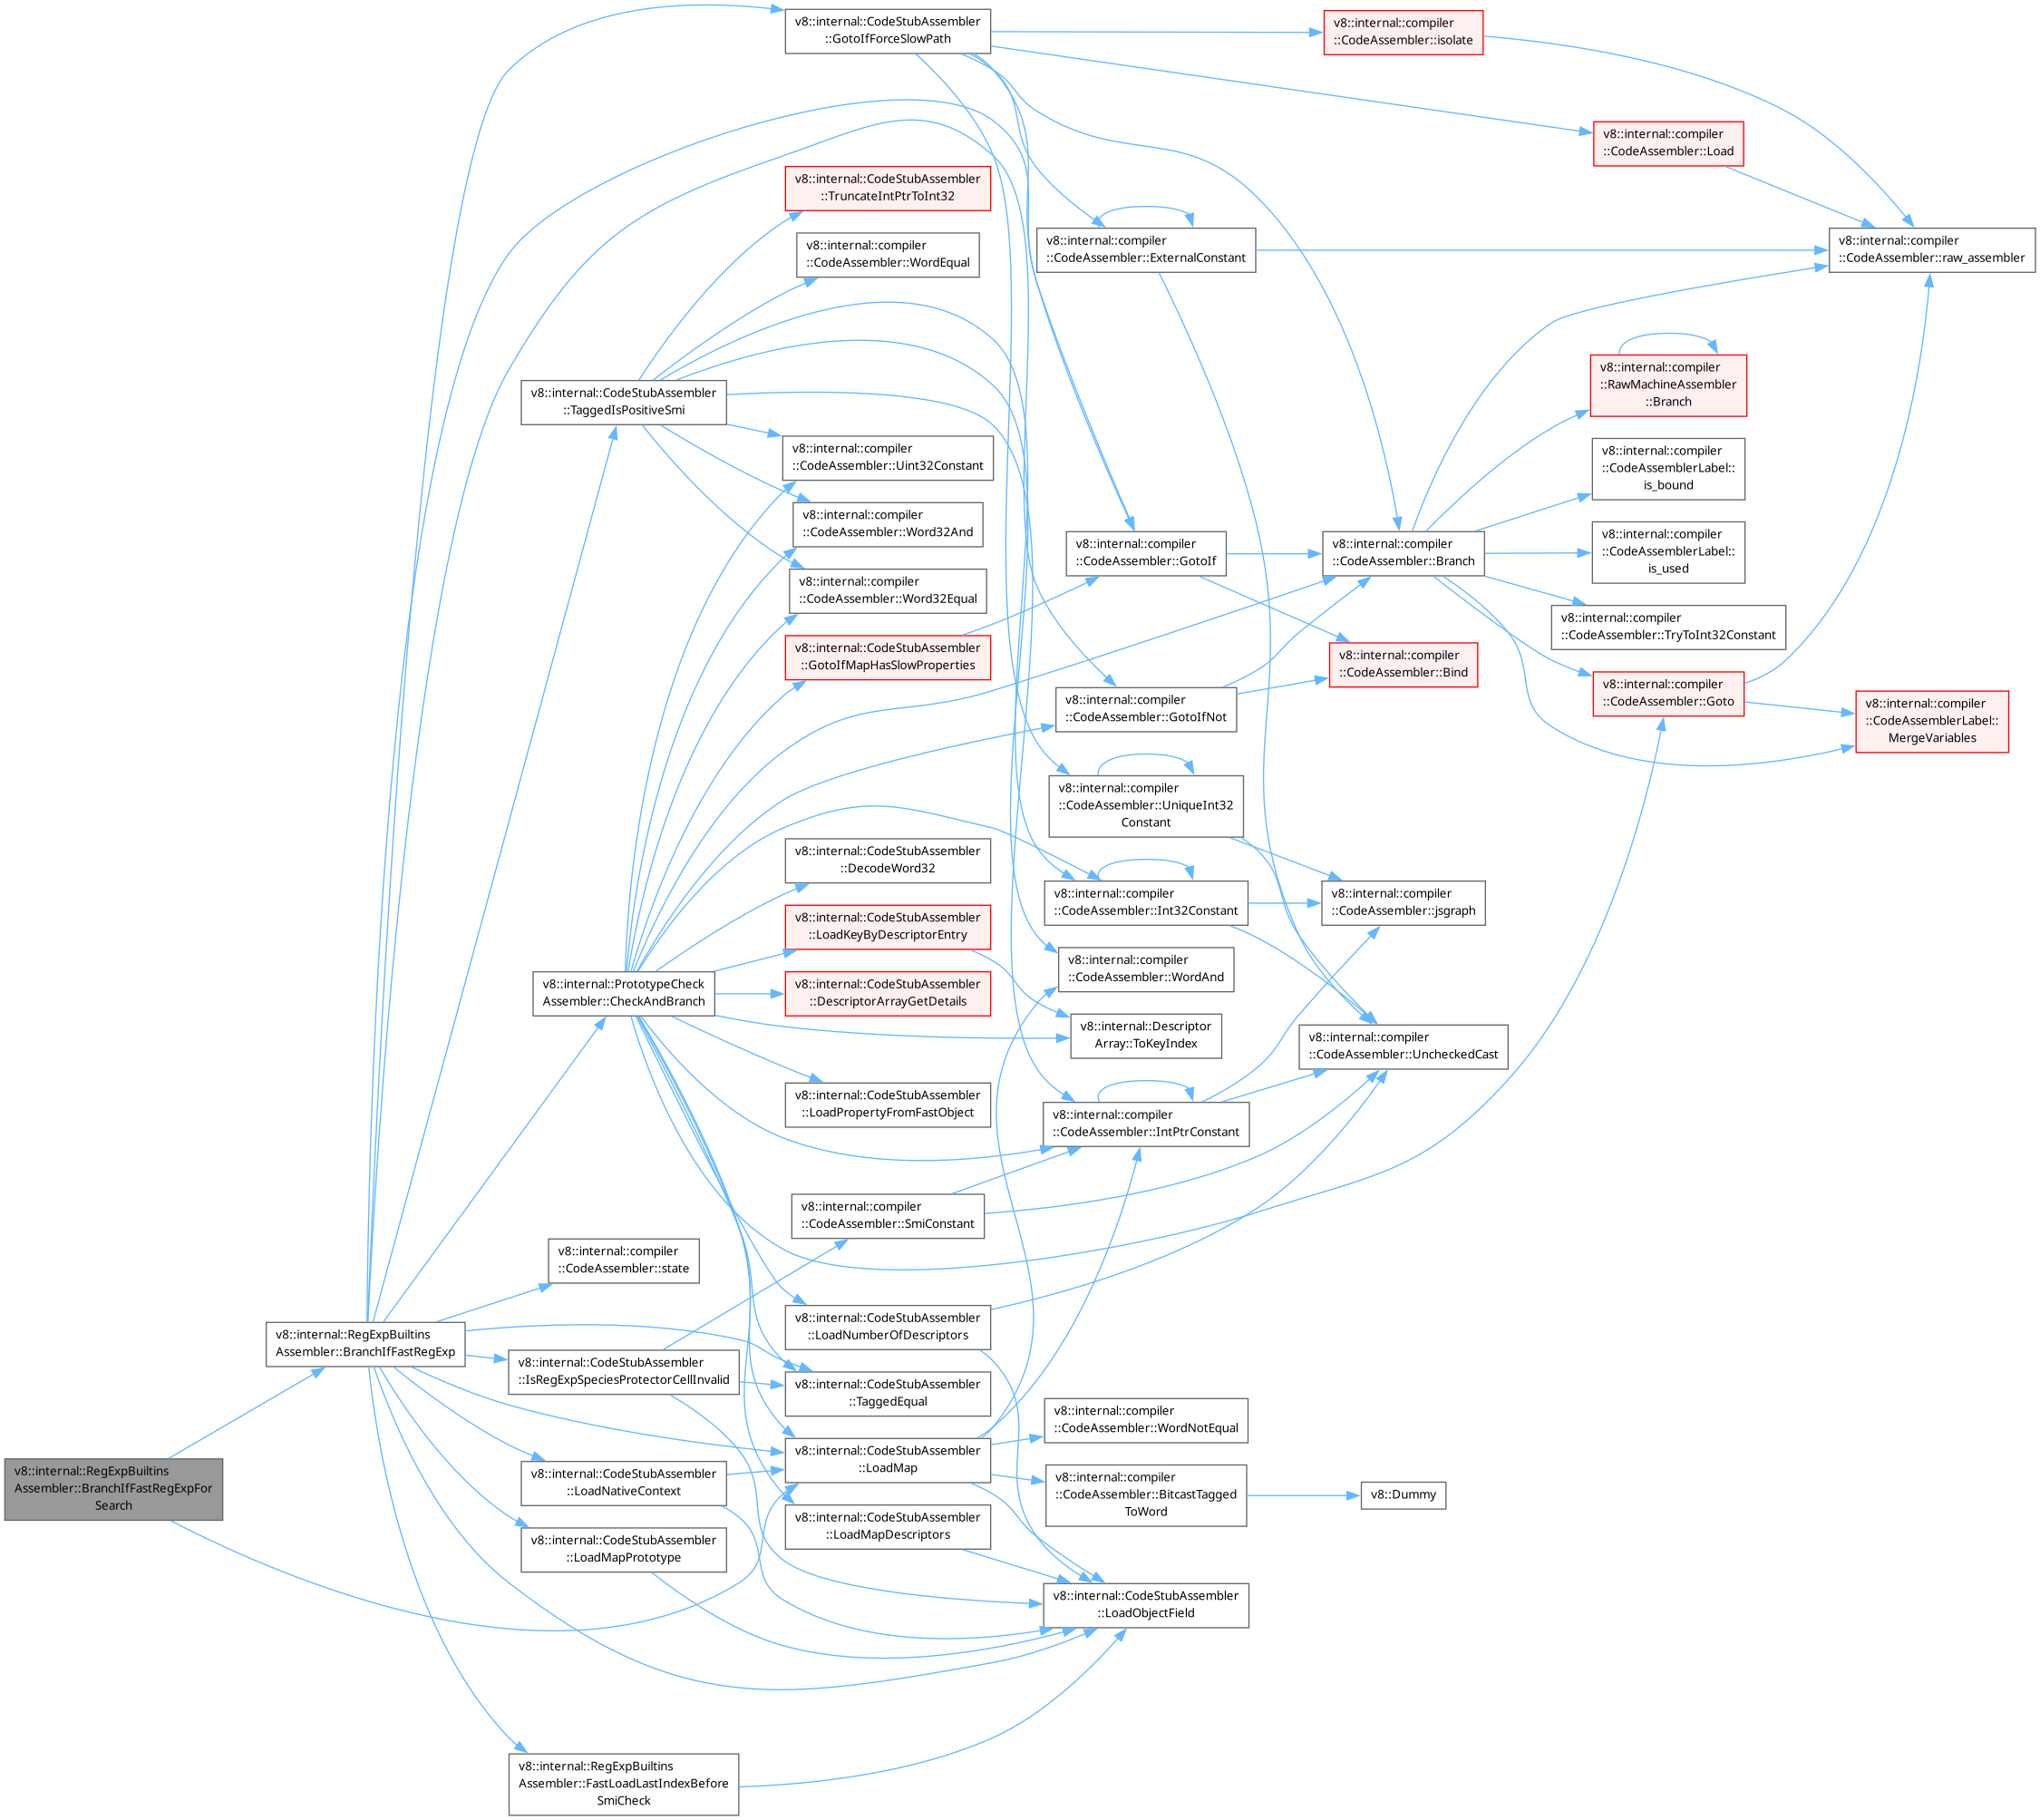 v8::internal::RegExpBuiltins
Assembler::BranchIfFastRegExpFor
Search
v8::internal::RegExpBuiltins
Assembler::BranchIfFastRegExp
v8::internal::CodeStubAssembler
::TaggedIsPositiveSmi
v8::internal::PrototypeCheck
Assembler::CheckAndBranch
v8::internal::compiler
::CodeAssembler::state
v8::internal::CodeStubAssembler
::IsRegExpSpeciesProtectorCellInvalid
v8::internal::CodeStubAssembler
::LoadNativeContext
v8::internal::CodeStubAssembler
::LoadMapPrototype
v8::internal::RegExpBuiltins
Assembler::FastLoadLastIndexBefore
SmiCheck
v8::internal::CodeStubAssembler
::GotoIfForceSlowPath
v8::internal::CodeStubAssembler
::TruncateIntPtrToInt32
v8::internal::compiler
::CodeAssembler::WordEqual
v8::internal::compiler
::CodeAssembler::Uint32Constant
v8::internal::compiler
::CodeAssembler::Word32And
v8::internal::compiler
::CodeAssembler::Word32Equal
v8::internal::CodeStubAssembler
::GotoIfMapHasSlowProperties
v8::internal::CodeStubAssembler
::DecodeWord32
v8::internal::CodeStubAssembler
::LoadKeyByDescriptorEntry
v8::internal::CodeStubAssembler
::DescriptorArrayGetDetails
v8::internal::CodeStubAssembler
::LoadPropertyFromFastObject
v8::internal::compiler
::CodeAssembler::SmiConstant
v8::internal::CodeStubAssembler
::LoadNumberOfDescriptors
v8::internal::CodeStubAssembler
::TaggedEqual
v8::internal::CodeStubAssembler
::LoadMap
v8::internal::CodeStubAssembler
::LoadMapDescriptors
v8::internal::compiler
::CodeAssembler::ExternalConstant
v8::internal::compiler
::CodeAssembler::GotoIf
v8::internal::compiler
::CodeAssembler::GotoIfNot
v8::internal::compiler
::CodeAssembler::UniqueInt32
Constant
v8::internal::compiler
::CodeAssembler::Int32Constant
v8::internal::compiler
::CodeAssembler::WordAnd
v8::internal::Descriptor
Array::ToKeyIndex
v8::internal::compiler
::CodeAssembler::IntPtrConstant
v8::internal::compiler
::CodeAssembler::WordNotEqual
v8::internal::compiler
::CodeAssembler::BitcastTagged
ToWord
v8::internal::CodeStubAssembler
::LoadObjectField
v8::internal::compiler
::CodeAssembler::isolate
v8::internal::compiler
::CodeAssembler::Branch
v8::internal::compiler
::CodeAssembler::Bind
v8::internal::compiler
::CodeAssembler::jsgraph
v8::internal::compiler
::CodeAssembler::UncheckedCast
v8::Dummy
v8::internal::compiler
::CodeAssembler::Load
v8::internal::compiler
::RawMachineAssembler
::Branch
v8::internal::compiler
::CodeAssemblerLabel::
is_bound
v8::internal::compiler
::CodeAssemblerLabel::
is_used
v8::internal::compiler
::CodeAssembler::TryToInt32Constant
v8::internal::compiler
::CodeAssembler::Goto
v8::internal::compiler
::CodeAssembler::raw_assembler
v8::internal::compiler
::CodeAssemblerLabel::
MergeVariables